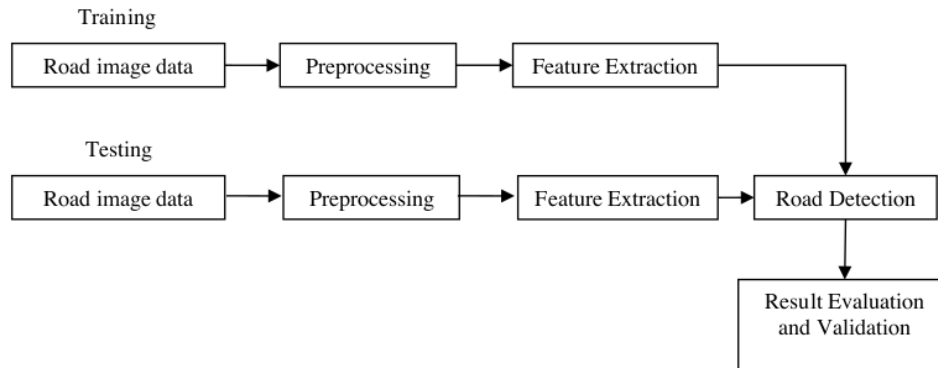 Training
Road image data
Preprocessing
Feature Extraction
Testing
Road image data
Preprocessing
Feature Extraction
Road Detection
Result Evaluation
and Validation